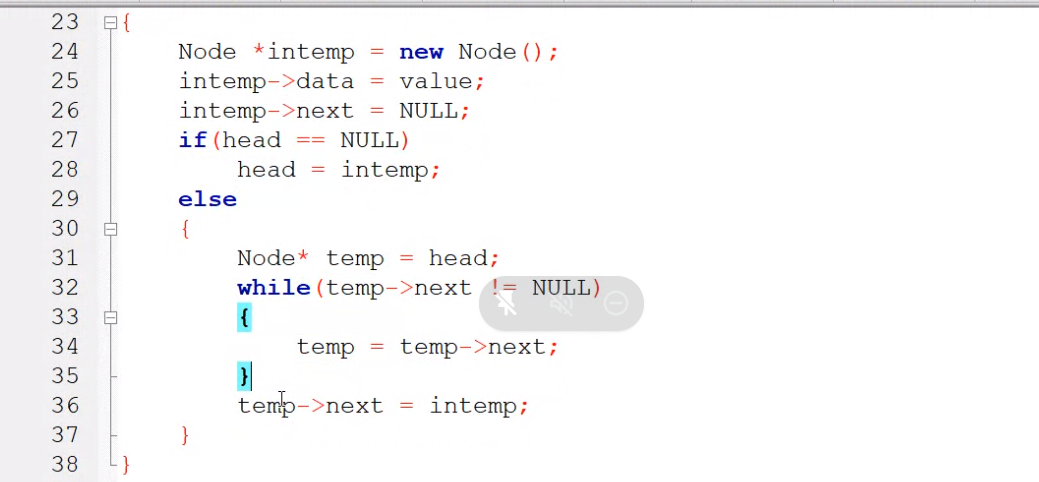 23 {
24 Node *intemp = new Node();
25 intemp->data = value;
26 intemp->next = NULL;
27 if(head == NULL)
28 head = intemp;
29 else
30 {
31 Node* temp = head;
32 while(temp->next != NULL)
33 {
34 temp = temp->next;
35 }
36 temp->next = intemp;
37 }
38 }